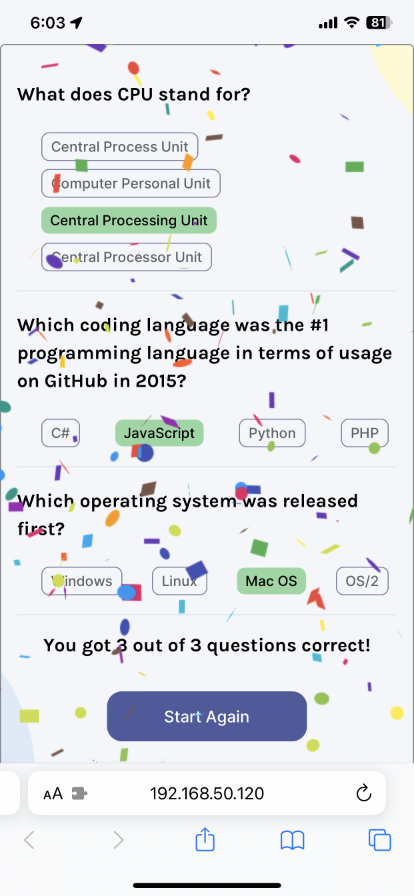 6:03
81
What does CPU stand for?
Central Process Unit
Computer Personal Unit
Central Processing Unit
Central Processor Unit
Which coding language was the #1
programming language in terms of usage
on GitHub in 2015?
C# JavaScript Python PHP
Which operating system was released
first?
Windows Linux Mac OS OS/2
You got 3 out of 3 questions correct!
Start Again
AA 192.168.50.120